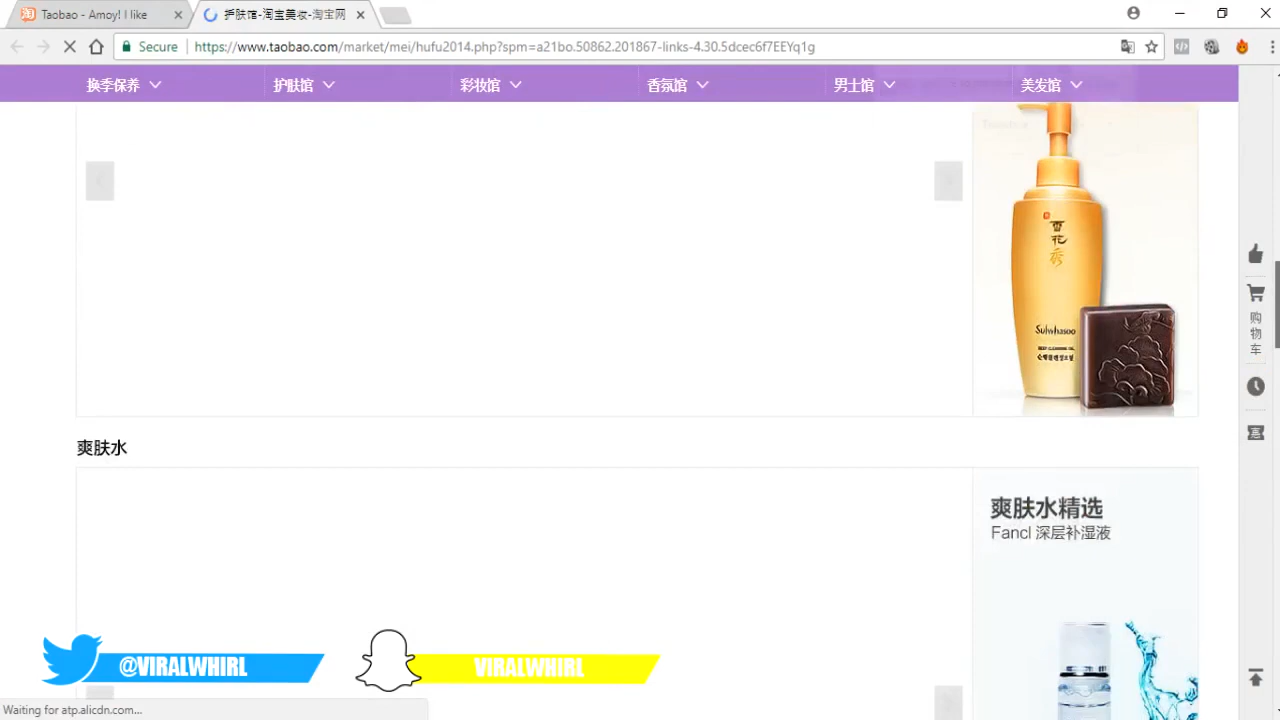 Taobao - Amoy! I like
护肤馆-淘宝美妆-淘宝网
Secure
https://www.taobao.com/market/mei/hufu2014.php?spm=a21bo.50862.201867-links-4.30.5dcec6f7EEYq1g
换季保养
护肤馆
彩妆馆
香氛馆
男士馆
美发馆
雪花秀
Sulwhasoo
DEEP CLEANSING OIL
购物车
惠
爽肤水
爽肤水精选
Fancl 深层补湿液
@VIRALWHIRL
VIRALWHIRL
Waiting for atp.alicdn.com...